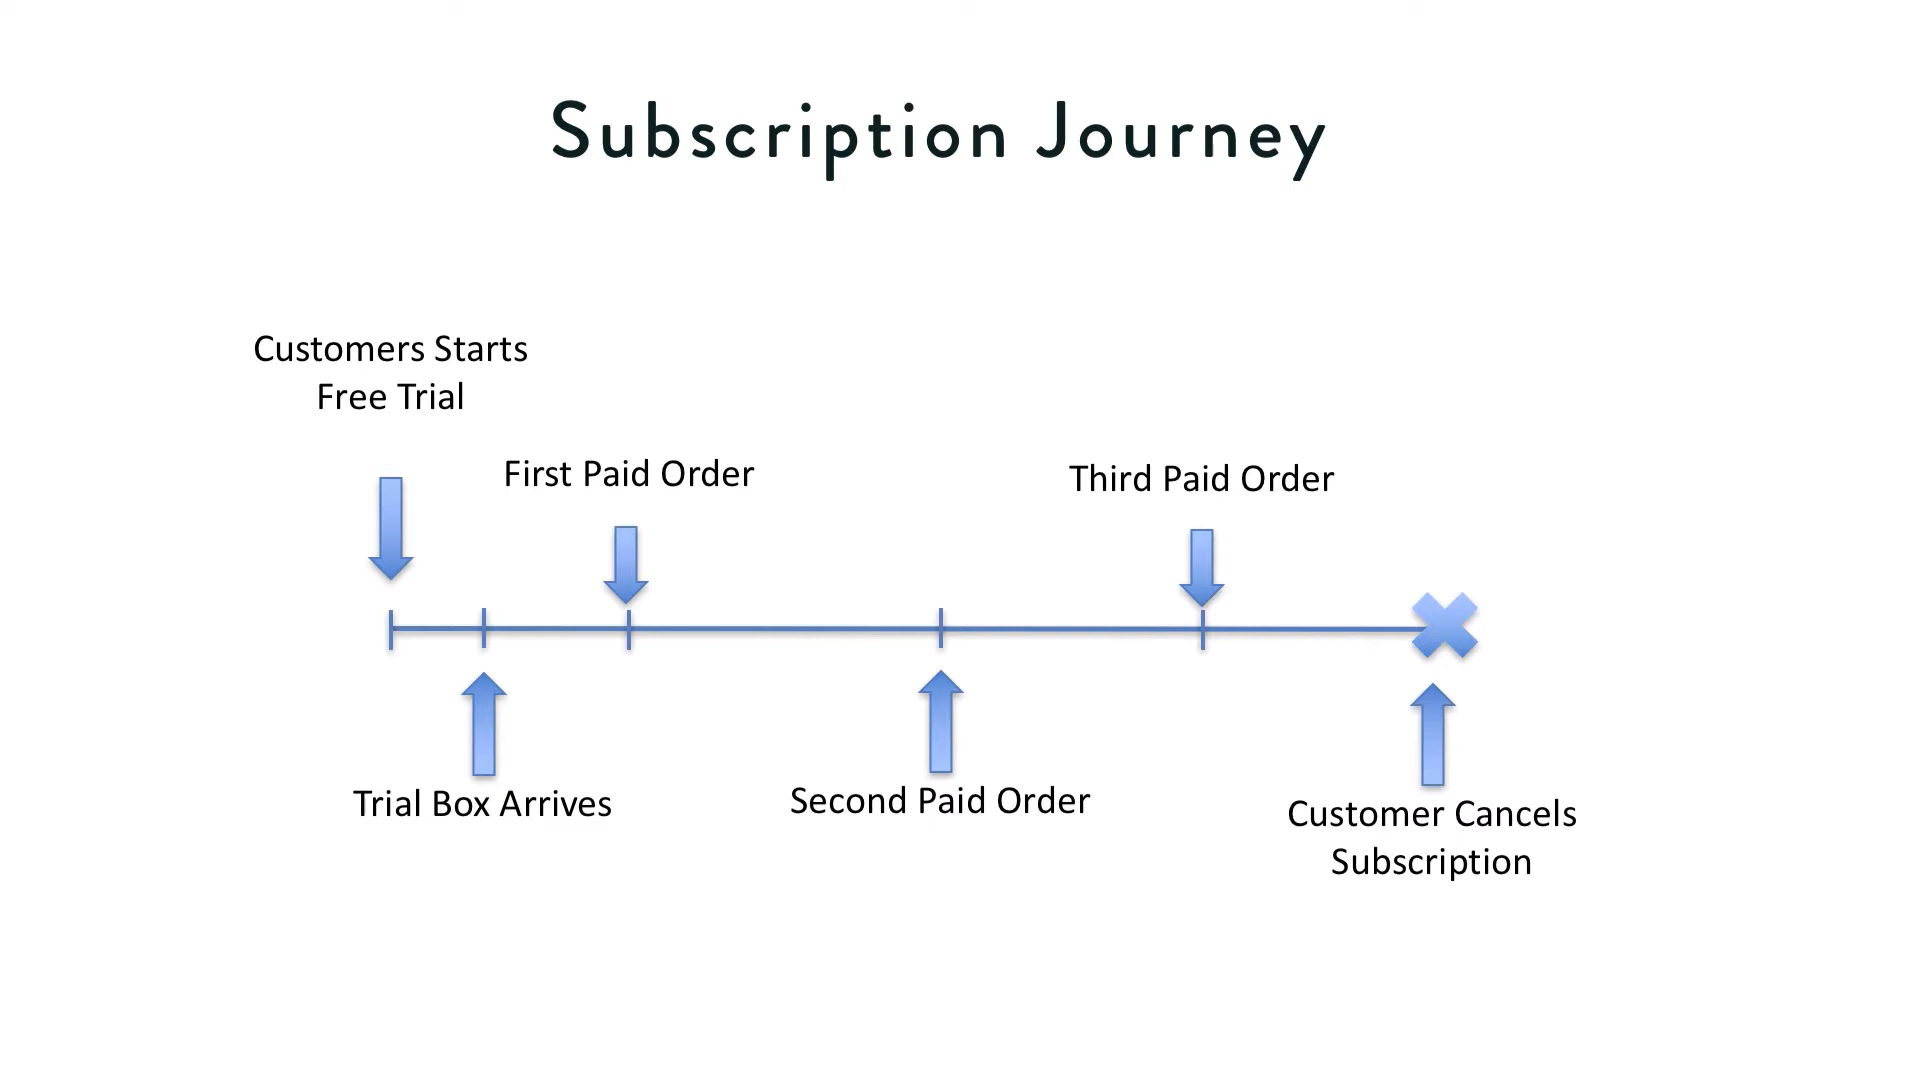 Subscription Journey
Customers Starts
Free Trial
First Paid Order
Third Paid Order
Trial Box Arrives
Second Paid Order
Customer Cancels
Subscription